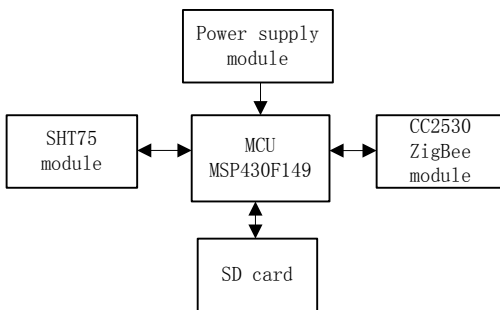 Power supply
module
SHT75
module
MCU
MSP430F149
CC2530
ZigBee
module
SD card